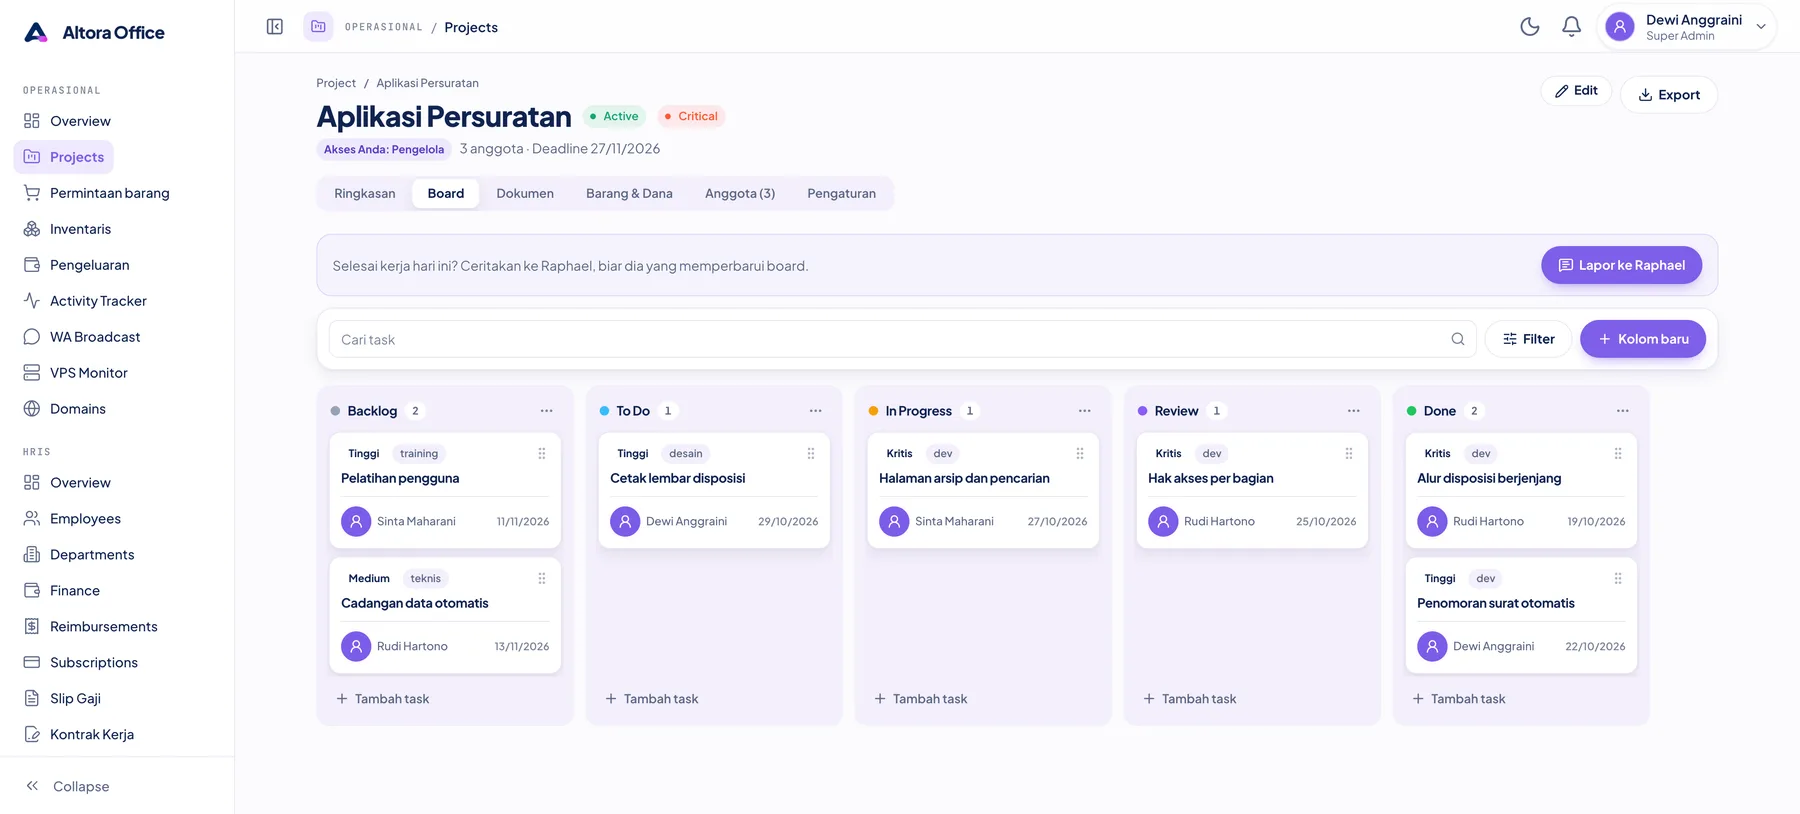 Altora Office
OPERASIONAL
Overview
Projects
Permintaan barang
Inventaris
Pengeluaran
Activity Tracker
WA Broadcast
VPS Monitor
Domains
HRIS
Overview
Employees
Departments
Finance
Reimbursements
Subscriptions
Slip Gaji
Kontrak Kerja
Collapse
OPERASIONAL / Projects
Dewi Anggraini
Super Admin
Project / Aplikasi Persuratan
Aplikasi Persuratan Active Critical
Akses Anda: Pengelola 3 anggota · Deadline 27/11/2026
Edit Export
Ringkasan Board Dokumen Barang & Dana Anggota (3) Pengaturan
Selesai kerja hari ini? Ceritakan ke Raphael, biar dia yang memperbarui board.
Lapor ke Raphael
Cari task
Filter
+ Kolom baru
Backlog 2
Tinggi training
Pelatihan pengguna
Sinta Maharani 11/11/2026
Medium teknis
Cadangan data otomatis
Rudi Hartono 13/11/2026
+ Tambah task
To Do 1
Tinggi desain
Cetak lembar disposisi
Dewi Anggraini 29/10/2026
+ Tambah task
In Progress 1
Kritis dev
Halaman arsip dan pencarian
Sinta Maharani 27/10/2026
+ Tambah task
Review 1
Kritis dev
Hak akses per bagian
Rudi Hartono 25/10/2026
+ Tambah task
Done 2
Kritis dev
Alur disposisi berjenjang
Rudi Hartono 19/10/2026
Tinggi dev
Penomoran surat otomatis
Dewi Anggraini 22/10/2026
+ Tambah task